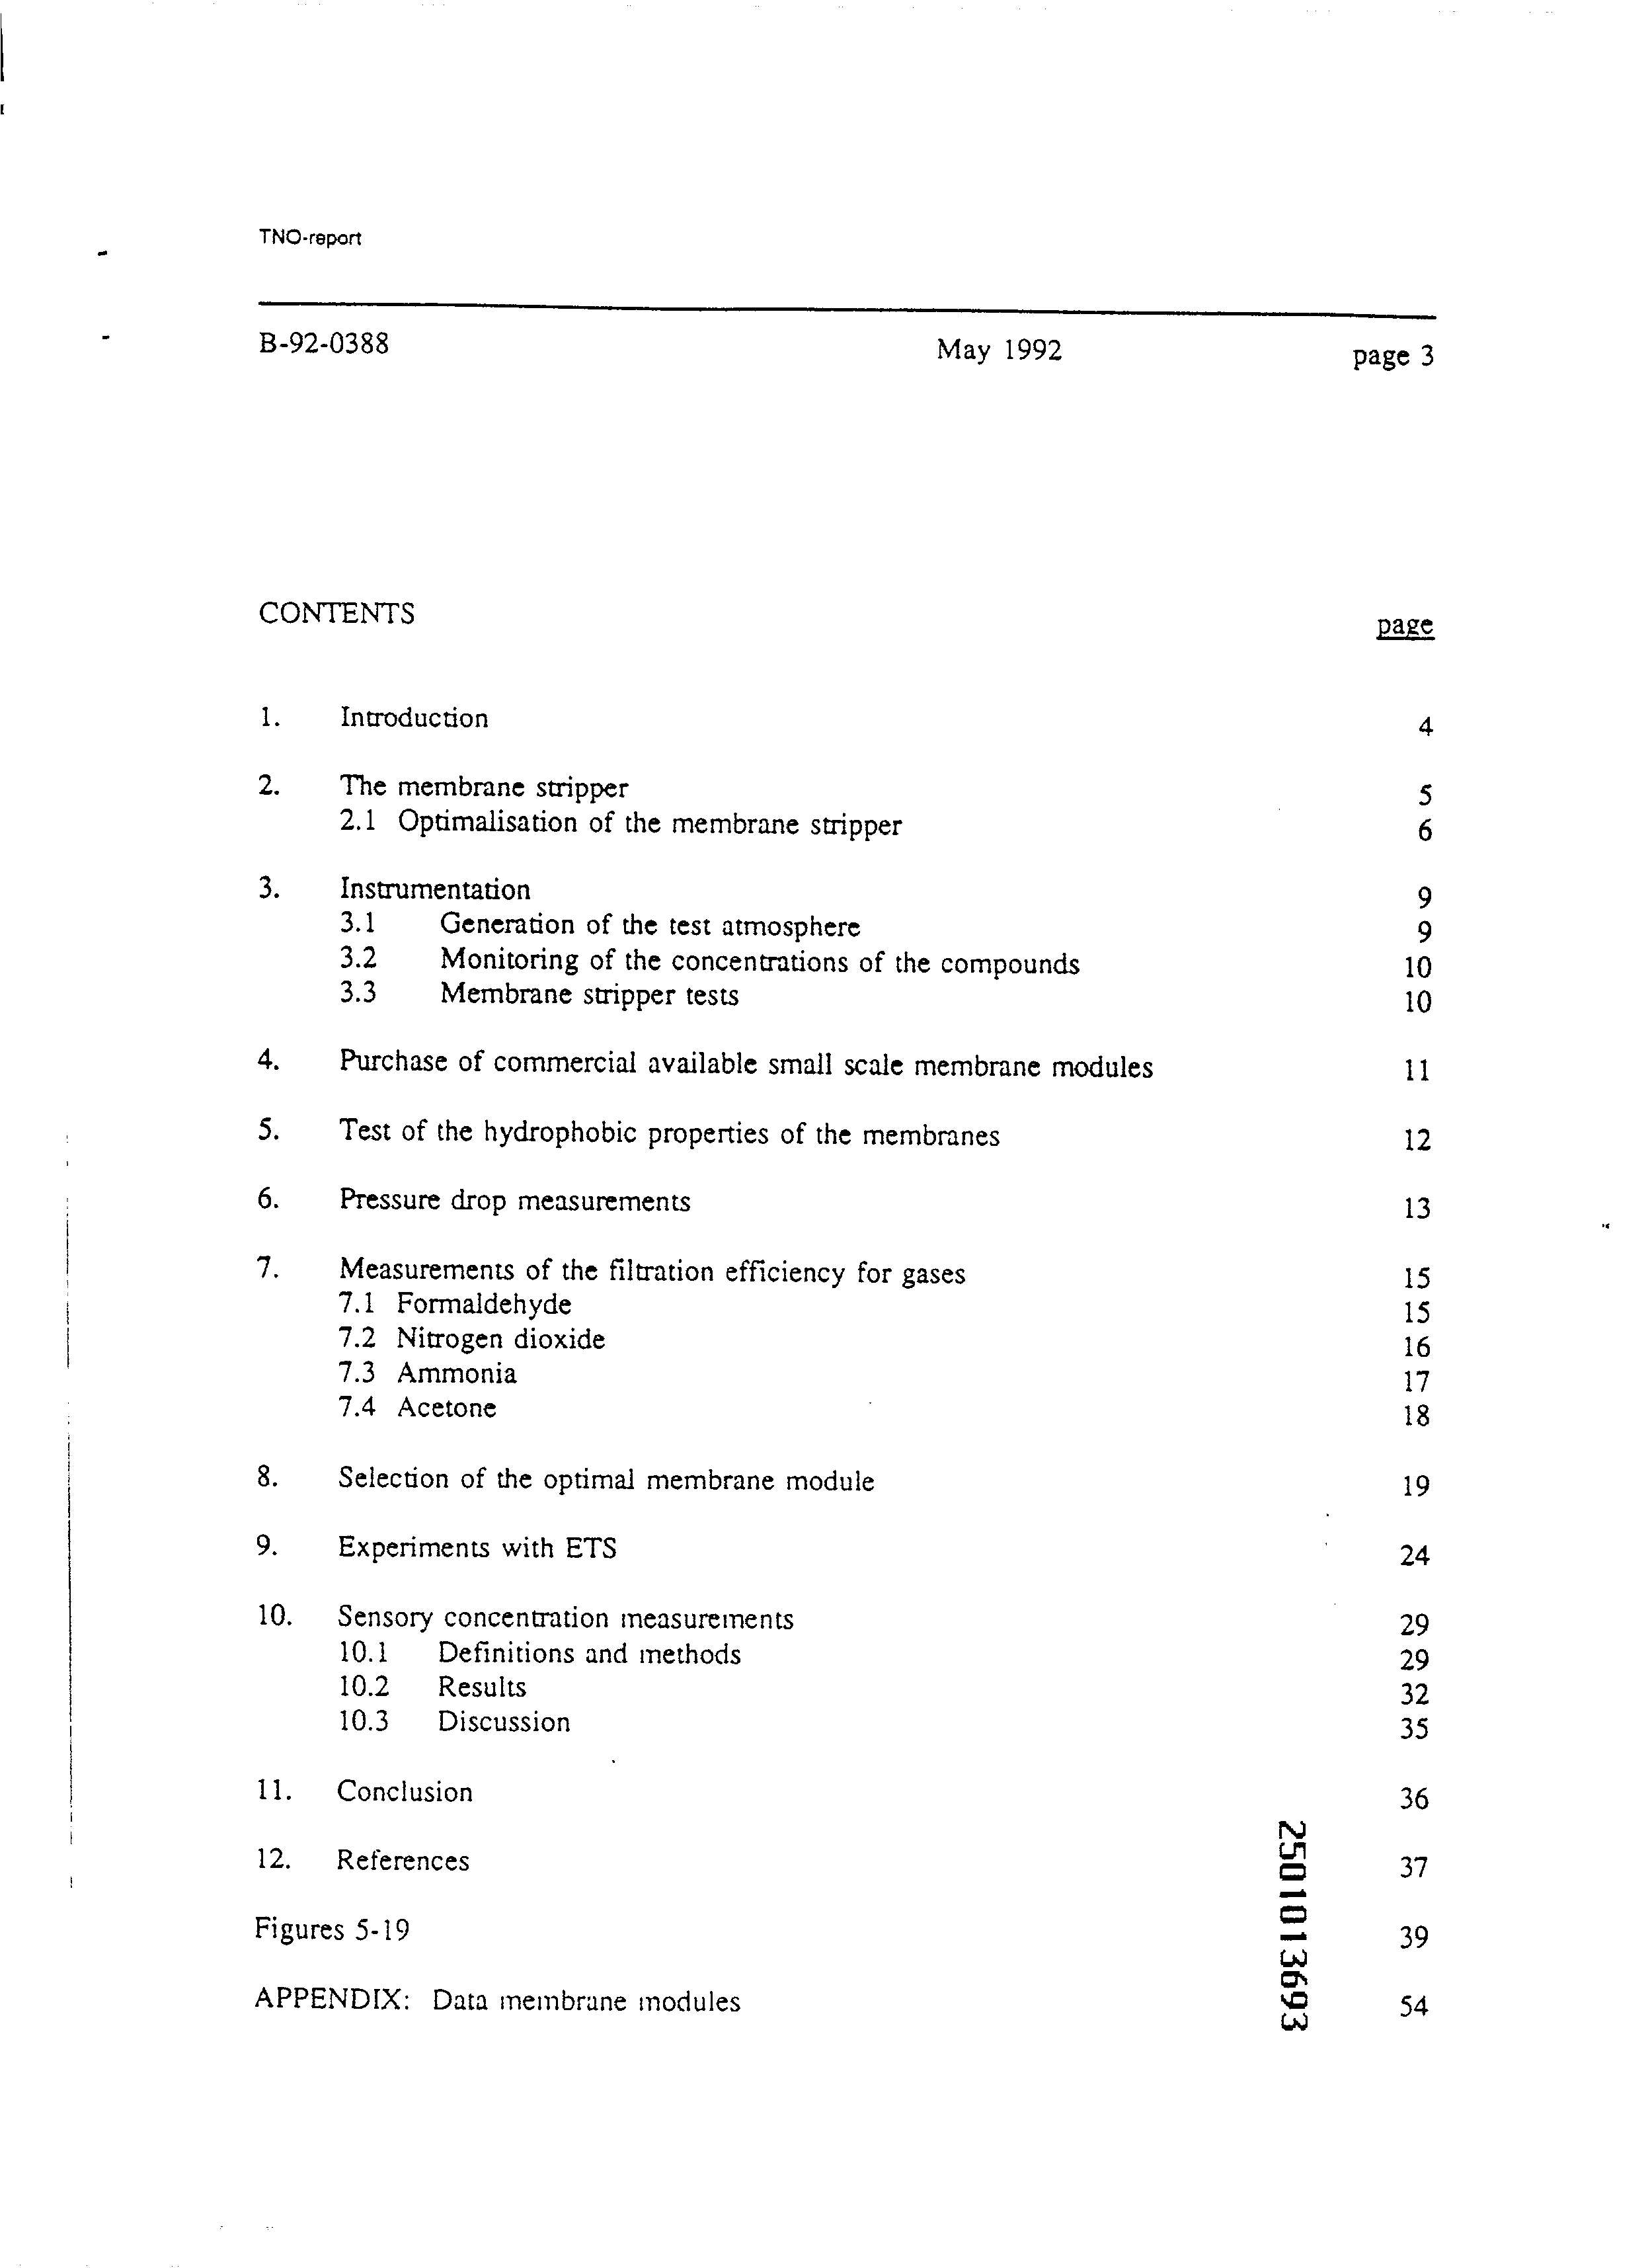 TNO-report
B-92-0388 May 1992 page 3
CONTENTS page
1. Introduction 4
2. The membrane stripper 5
2.1 Optimalisation of the membrane stripper 6
3. Instrumentation 9
3.1 Generation of the test atmosphere 9
3.2 Monitoring of the concentrations of the compounds 10
3.3 Membrane stripper tests 10
4. Purchase of commercial available small scale membrane modules 11
5. Test of the hydrophobic properties of the membranes 12
6. Pressure drop measurements 13
7. Measurements of the filtration efficiency for gases 15
7.1 Formaldehyde 15
7.2 Nitrogen dioxide 16
7.3 Ammonia 17
7.4 Acetone 18
8. Selection of the optimal membrane module 19
9. Experiments with ETS 24
10. Sensory concentration measurements 29
10.1 Definitions and methods 29
10.2 Results 32
10.3 Discussion 35
11. Conclusion 36
12. References 37
Figures 5-19 39
APPENDIX: Data membrane modules 54
2501013693